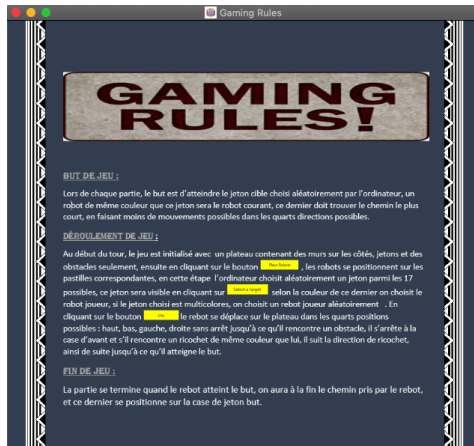 Gaming Rules
GAMING
RULES!
BUT DE JEU :
Lors de chaque partie, le but est d'atteindre le jeton cible choisi aléatoirement par l'ordinateur, un
robot de même couleur que ce jeton sera le robot courant, ce dernier doit trouver le chemin le plus
court, en faisant moins de mouvements possibles dans les quarts directions possibles.
DÉROULEMENT DE JEU :
Au début du tour, le jeu est initialisé avec un plateau contenant des murs sur les côtés, jetons et des
obstacles seulement, ensuite en cliquant sur le bouton Place Robots , les robots se positionnent sur les
pastilles correspondantes, en cette étape l'ordinateur choisit aléatoirement un jeton parmi les 17
possibles, ce jeton sera visible en cliquant sur Select a target selon la couleur de ce dernier on choisit le
robot joueur, si le jeton choisi est multicolores, on choisit un rebot joueur aléatoirement . En
cliquant sur le bouton play le rebot se déplace sur le plateau dans les quarts positions
possibles : haut, bas, gauche, droite sans arrêt jusqu'à ce qu'il rencontre un obstacle, il s'arrête à la
case d'avant et s'il rencontre un ricochet de même couleur que lui, il suit la direction de ricochet,
ainsi de suite jusqu'à ce qu'il atteigne le but.
FIN DE JEU :
La partie se termine quand le rebot atteint le but, on aura à la fin le chemin pris par le rebot,
et ce dernier se positionne sur la case de jeton but.